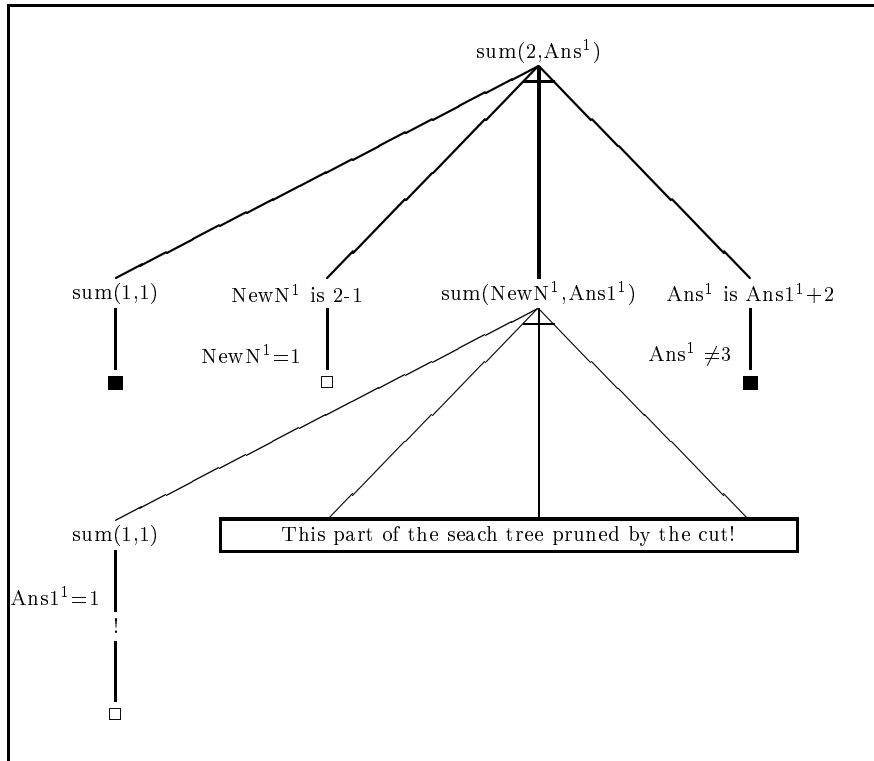 sum(2,Ans¹)
sum(1,1)
NewN¹ is 2-1
sum(NewN¹,Ans1¹)
Ans¹ is Ans1¹+2
NewN¹=1
Ans¹ ≠3
sum(1,1)
This part of the seach tree pruned by the cut!
Ans1¹=1
!